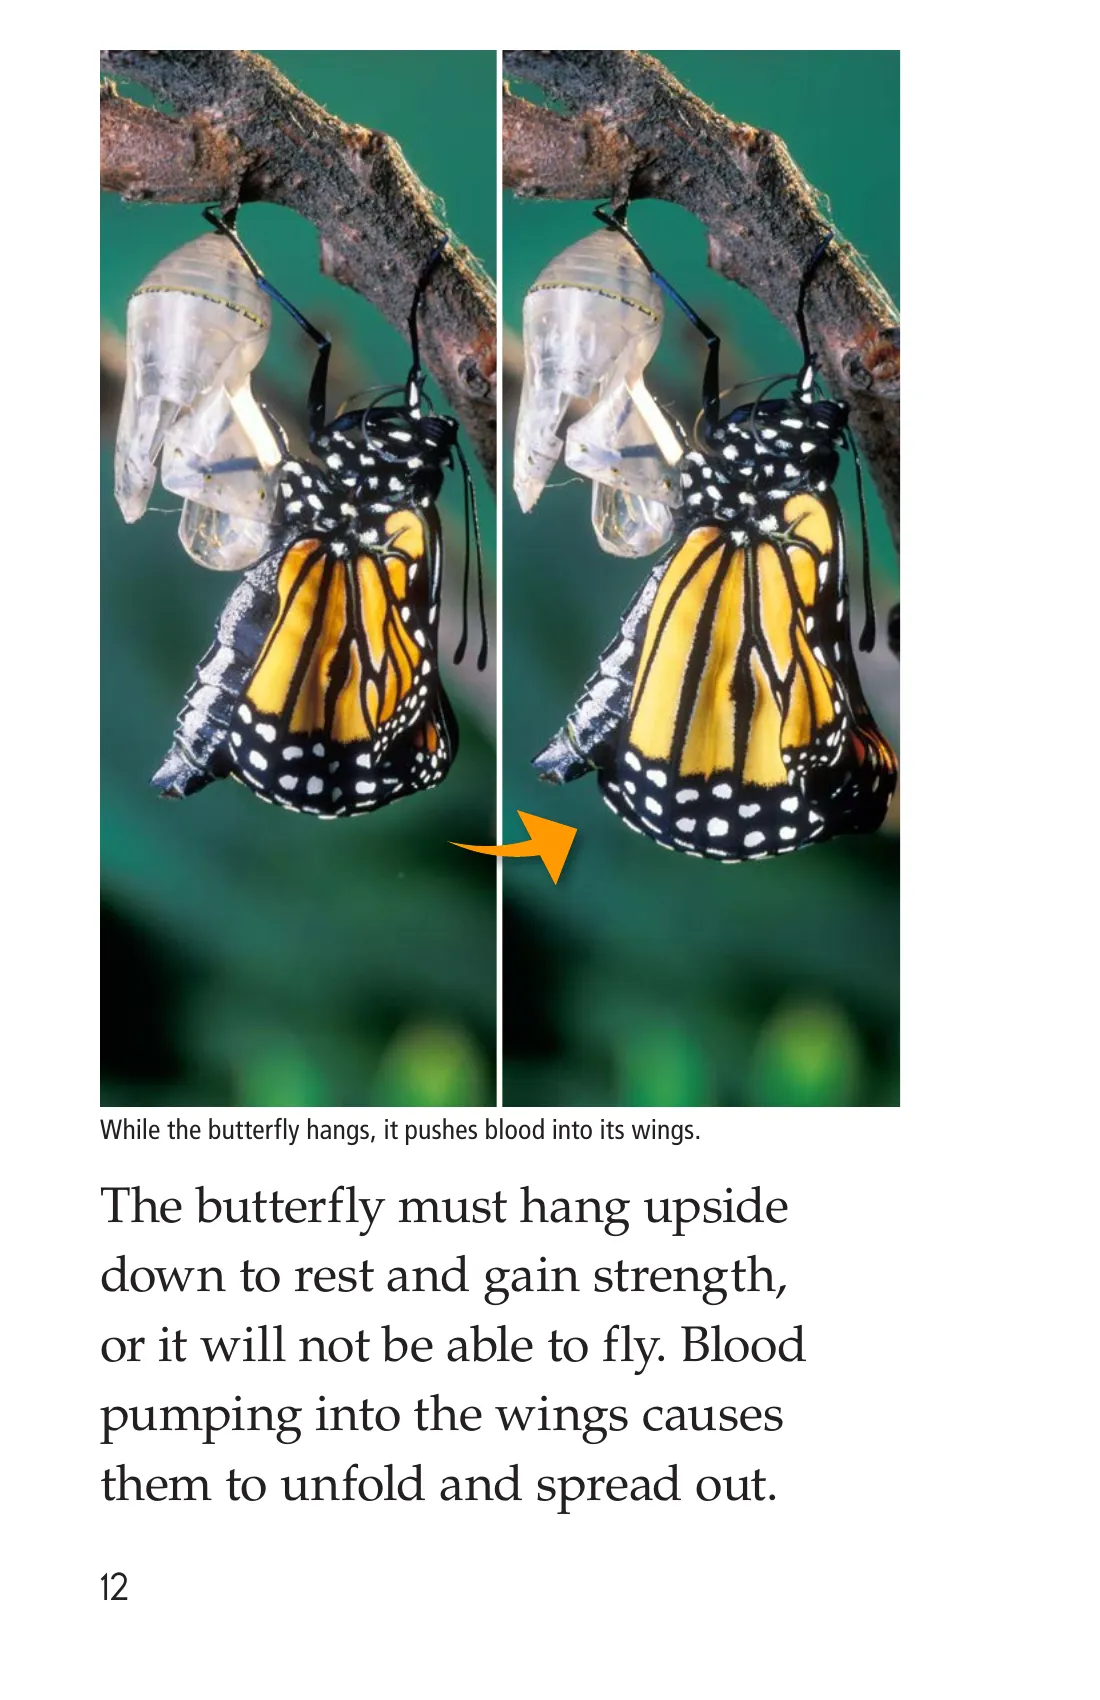 While the butterfly hangs, it pushes blood into its wings.
The butterfly must hang upside
down to rest and gain strength,
or it will not be able to fly. Blood
pumping into the wings causes
them to unfold and spread out.
12